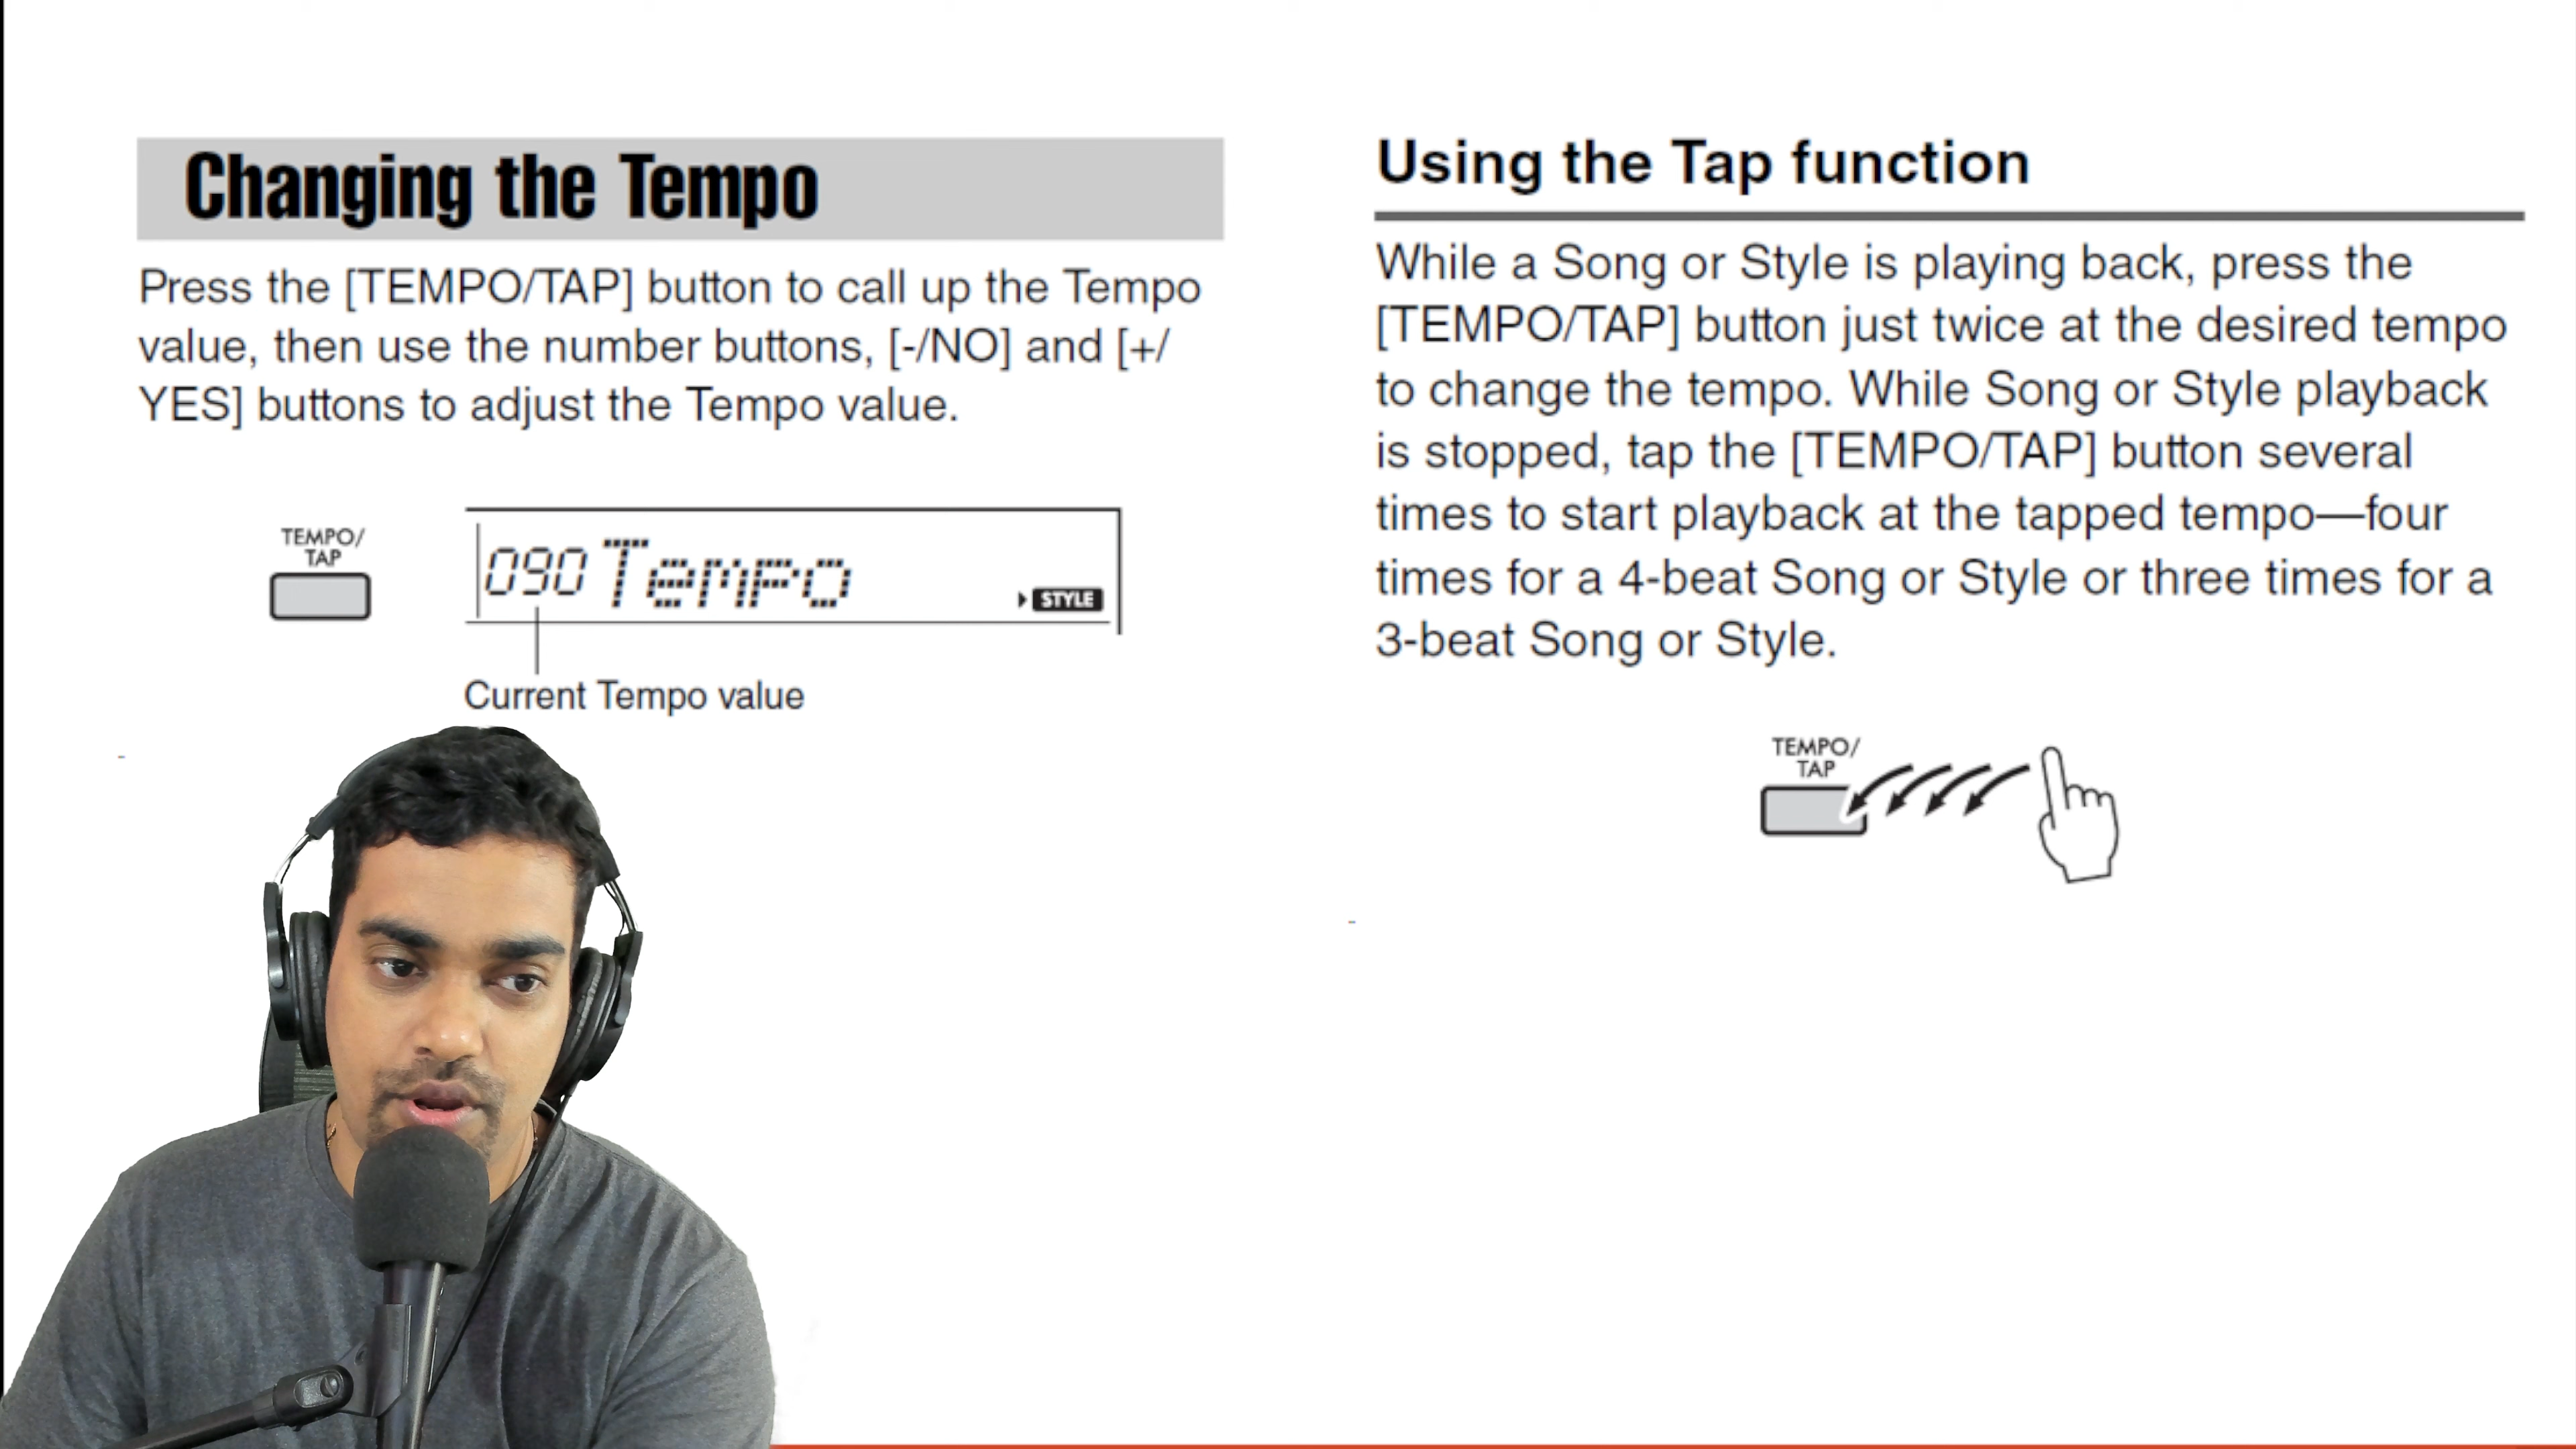 Changing the Tempo
Press the [TEMPO/TAP] button to call up the Tempo
value, then use the number buttons, [-/NO] and [+/
YES] buttons to adjust the Tempo value.
TEMPO/
TAP
090 Tempo
STYLE
Current Tempo value
Using the Tap function
While a Song or Style is playing back, press the
[TEMPO/TAP] button just twice at the desired tempo
to change the tempo. While Song or Style playback
is stopped, tap the [TEMPO/TAP] button several
times to start playback at the tapped tempo—four
times for a 4-beat Song or Style or three times for a
3-beat Song or Style.
TEMPO/
TAP